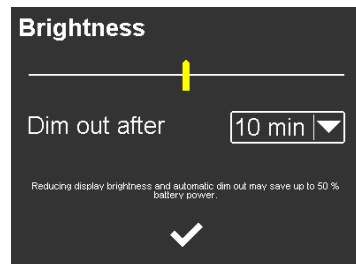 Brightness
Dim out after
10 min
Reducing display brightness and automatic dim out may save up to 50 %
battery power.